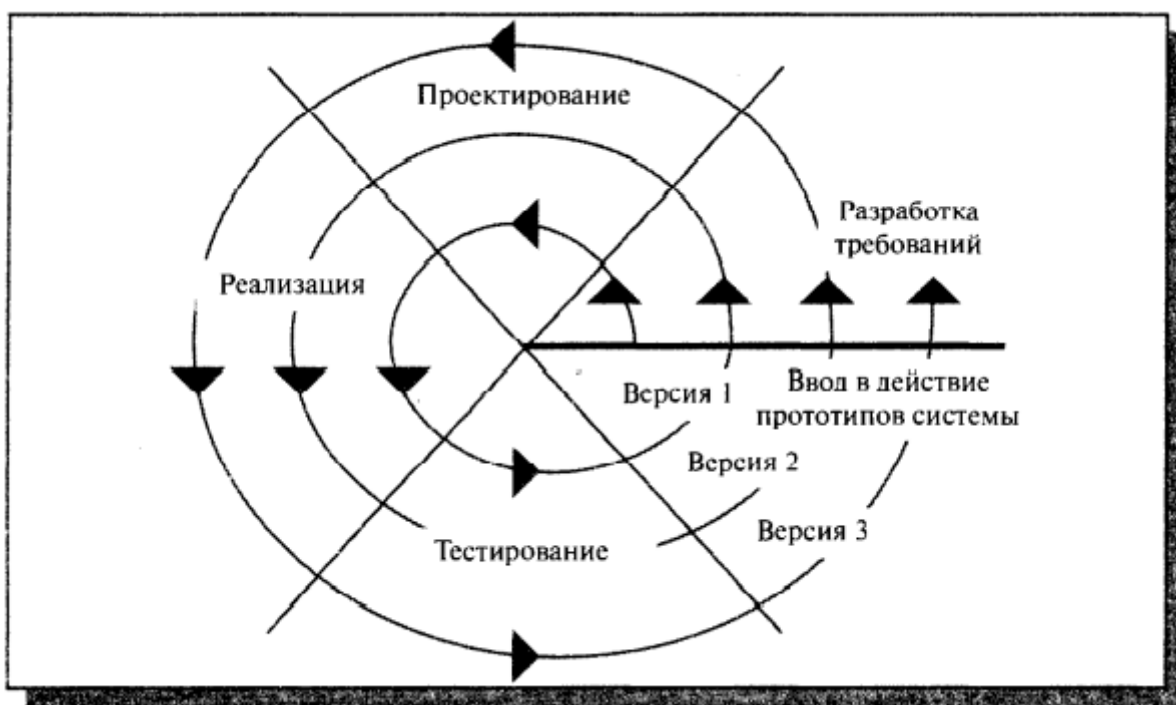 Проектирование
Разработка
требований
Реализация
Версия 1
Ввод в действие
прототипов системы
Версия 2
Версия 3
Тестирование